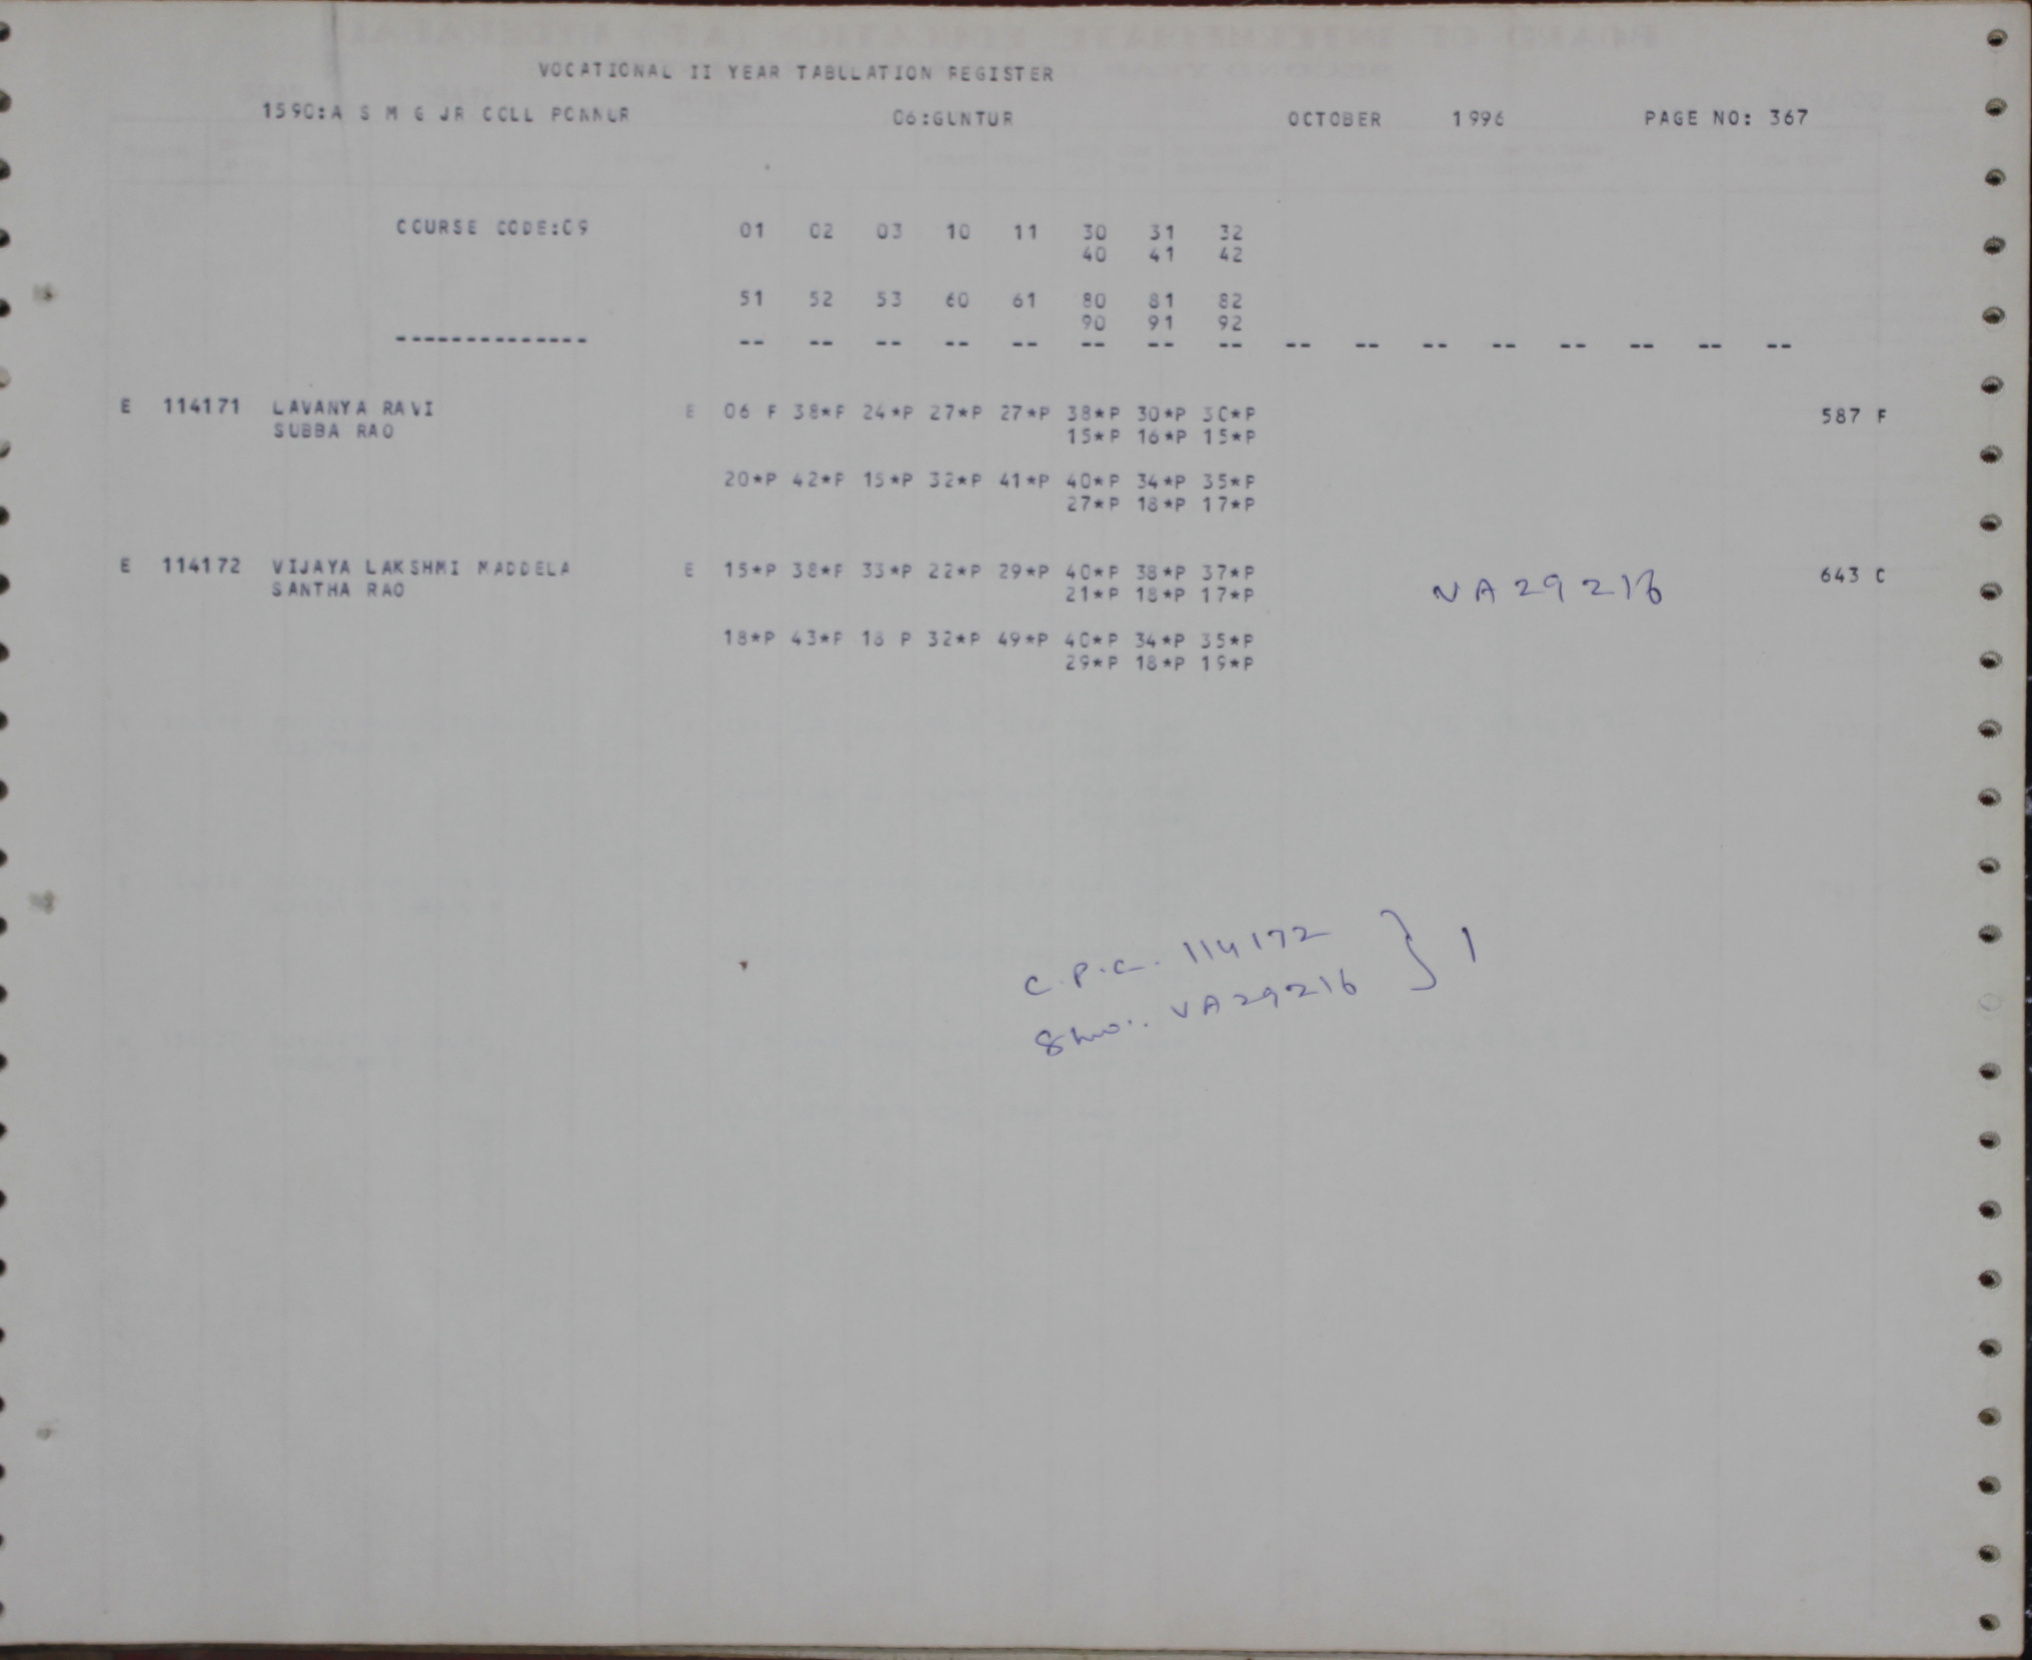 VOCATIONAL II YEAR TABULATION REGISTER
1590:A S M G JR COLL PONNUR 06:GUNTUR OCTOBER 1996 PAGE NO: 367
COURSE CODE:09 01 02 03 10 11 30 31 32
40 41 42
51 52 53 60 61 80 81 82
90 91 92
-------------- -- -- -- -- -- -- -- -- -- -- -- -- -- -- -- --
E 114171 LAVANYA RAVI E 06 F 38*P 24*P 27*P 27*P 38*P 30*P 30*P 587 F
SUBBA RAO 15*P 16*P 15*P
20*P 42*P 15*P 32*P 41*P 40*P 34*P 35*P
27*P 18*P 17*P
E 114172 VIJAYA LAKSHMI MADDELA E 15*P 38*P 33*P 22*P 29*P 40*P 38*P 37*P VA 29216 643 C
SANTHA RAO 21*P 18*P 17*P
18*P 43*P 18 P 32*P 49*P 40*P 34*P 35*P
29*P 18*P 19*P
C.P.C. 114172 } 1
VA29216